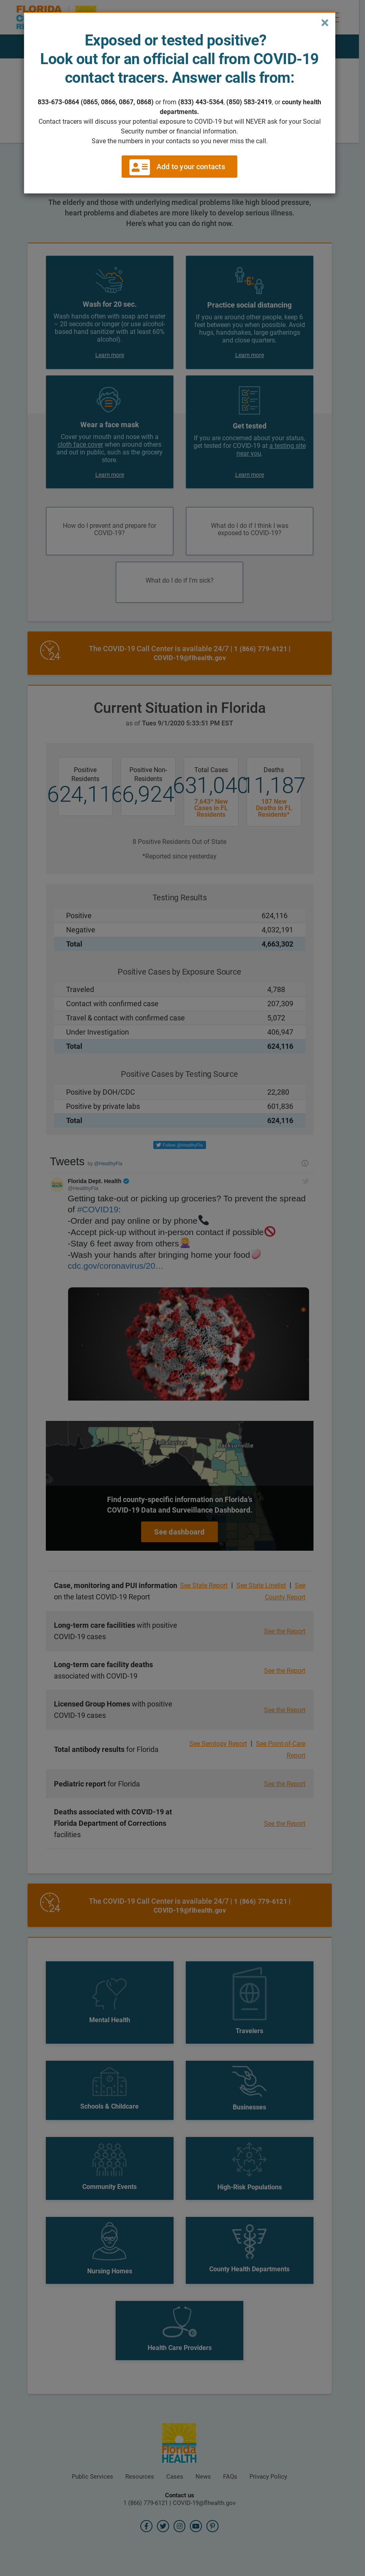 FLORIDA
×
Exposed or tested positive?
Look out for an official call from COVID-19
contact tracers. Answer calls from:
833-673-0864 (0865, 0866, 0867, 0868) or from (833) 443-5364, (850) 583-2419, or county health
departments.
Contact tracers will discuss your potential exposure to COVID-19 but will NEVER ask for your Social
Security number or financial information.
Save the numbers in your contacts so you never miss the call.
Add to your contacts
The elderly and those with underlying medical problems like high blood pressure,
heart problems and diabetes are more likely to develop serious illness.
Here's what you can do right now.
Wash for 20 sec.
Wash hands often with soap and water
– 20 seconds or longer (or use alcohol-
based hand sanitizer with at least 60%
alcohol).
Learn more
6'
Practice social distancing
If you are around other people, keep 6
feet between you when possible. Avoid
hugs, handshakes, large gatherings
and close quarters.
Learn more
Wear a face mask
Cover your mouth and nose with a
cloth face cover when around others
and out in public, such as the grocery
store.
Learn more
Get tested
If you are concerned about your status,
get tested for COVID-19 at a testing site
near you.
Learn more
How do I prevent and prepare for
COVID-19?
What do I do if I think I was
exposed to COVID-19?
What do I do if I'm sick?
24
The COVID-19 Call Center is available 24/7 | 1 (866) 779-6121 |
COVID-19@flhealth.gov
Current Situation in Florida
as of Tues 9/1/2020 5:33:51 PM EST
Positive
Residents
624,116
Positive Non-
Residents
6,924
Total Cases
631,040
7,643* New
Cases in FL
Residents
Deaths
11,187
187 New
Deaths in FL
Residents*
8 Positive Residents Out of State
*Reported since yesterday
Testing Results
Positive 624,116
Negative 4,032,191
Total 4,663,302
Positive Cases by Exposure Source
Traveled 4,788
Contact with confirmed case 207,309
Travel & contact with confirmed case 5,072
Under Investigation 406,947
Total 624,116
Positive Cases by Testing Source
Positive by DOH/CDC 22,280
Positive by private labs 601,836
Total 624,116
Follow @HealthyFla
Tweets by @HealthyFla
Florida Dept. Health
@HealthyFla
Getting take-out or picking up groceries? To prevent the spread
of #COVID19:
-Order and pay online or by phone
-Accept pick-up without in-person contact if possible
-Stay 6 feet away from others
-Wash your hands after bringing home your food
cdc.gov/coronavirus/20…
Jacksonville
Find county-specific information on Florida's
COVID-19 Data and Surveillance Dashboard.
See dashboard
Case, monitoring and PUI information
on the latest COVID-19 Report
See State Report | See State Linelist | See
County Report
Long-term care facilities with positive
COVID-19 cases
See the Report
Long-term care facility deaths
associated with COVID-19
See the Report
Licensed Group Homes with positive
COVID-19 cases
See the Report
Total antibody results for Florida
See Serology Report | See Point-of-Care
Report
Pediatric report for Florida
See the Report
Deaths associated with COVID-19 at
Florida Department of Corrections
facilities
See the Report
24
The COVID-19 Call Center is available 24/7 | 1 (866) 779-6121 |
COVID-19@flhealth.gov
Mental Health
Travelers
Schools & Childcare
Businesses
Community Events
High-Risk Populations
Nursing Homes
County Health Departments
Health Care Providers
Florida
HEALTH
Public Services Resources Cases News FAQs Privacy Policy
Contact us
1 (866) 779-6121 | COVID-19@flhealth.gov